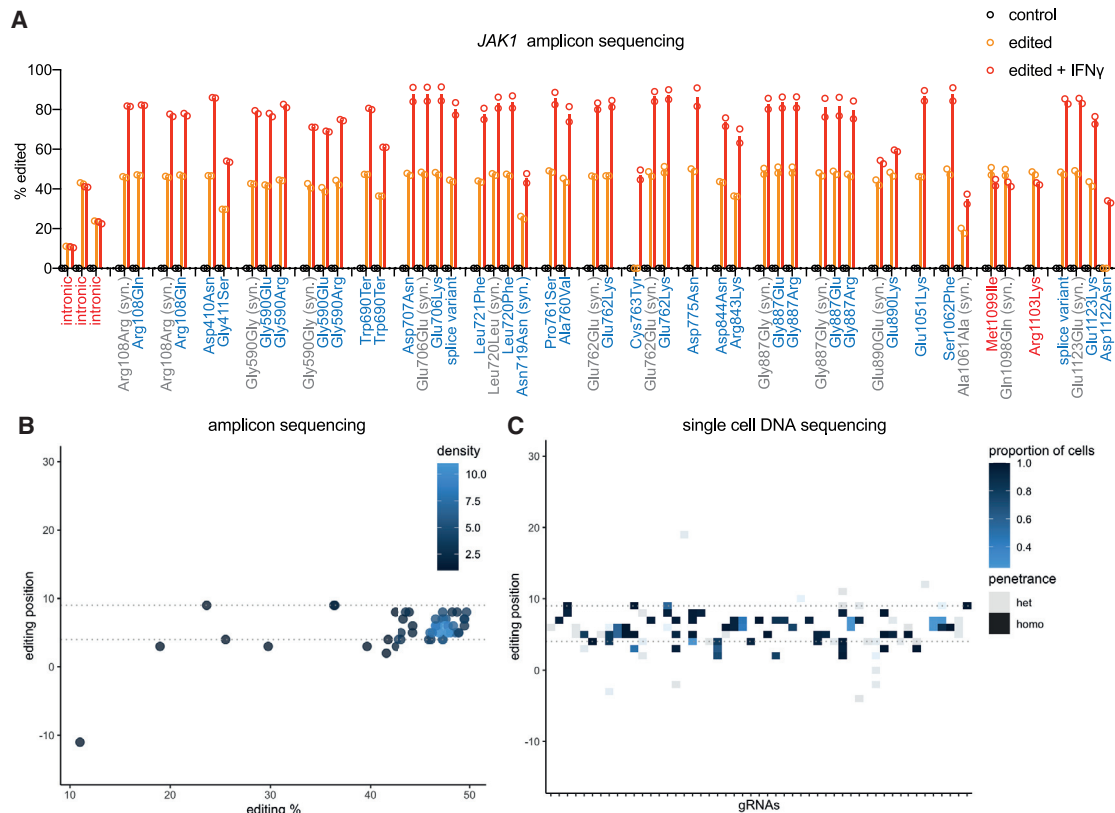 A
control
edited
edited + IFNγ
JAK1 amplicon sequencing
100
80
60
40
20
0
% edited
intronic
intronic
intronic
Arg108Arg (syn.)
Arg108Gln
Arg108Arg (syn.)
Arg108Gln
Asp410Asn
Gly411Ser
Gly590Gly (syn.)
Gly590Glu
Gly590Arg
Gly590Gly (syn.)
Gly590Glu
Gly590Arg
Trp690Ter
Trp690Ter
Asp707Asn
Glu706Glu (syn.)
Glu706Lys
splice variant
Leu721Phe
Leu720Leu (syn.)
Leu720Phe
Asn719Asn (syn.)
Pro761Ser
Ala760Val
Glu762Glu (syn.)
Glu762Lys
Cys763Tyr
Glu762Glu (syn.)
Glu762Lys
Asp775Asn
Asp844Asn
Arg843Lys
Gly887Gly (syn.)
Gly887Glu
Gly887Arg
Gly887Gly (syn.)
Gly887Glu
Gly887Arg
Glu890Glu (syn.)
Glu890Lys
Glu1051Lys
Ser1062Phe
Ala1061Ala (syn.)
Met1099Ile
Gln1098Gln (syn.)
Arg1103Lys
splice variant
Glu1123Glu (syn.)
Glu1123Lys
Asp1122Asn
B
amplicon sequencing
density
10.0
7.5
5.0
2.5
30
20
10
0
-10
editing position
10
20
30
40
50
editing %
C
single cell DNA sequencing
proportion of cells
1.0
0.8
0.6
0.4
penetrance
het
homo
30
20
10
0
-10
editing position
gRNAs